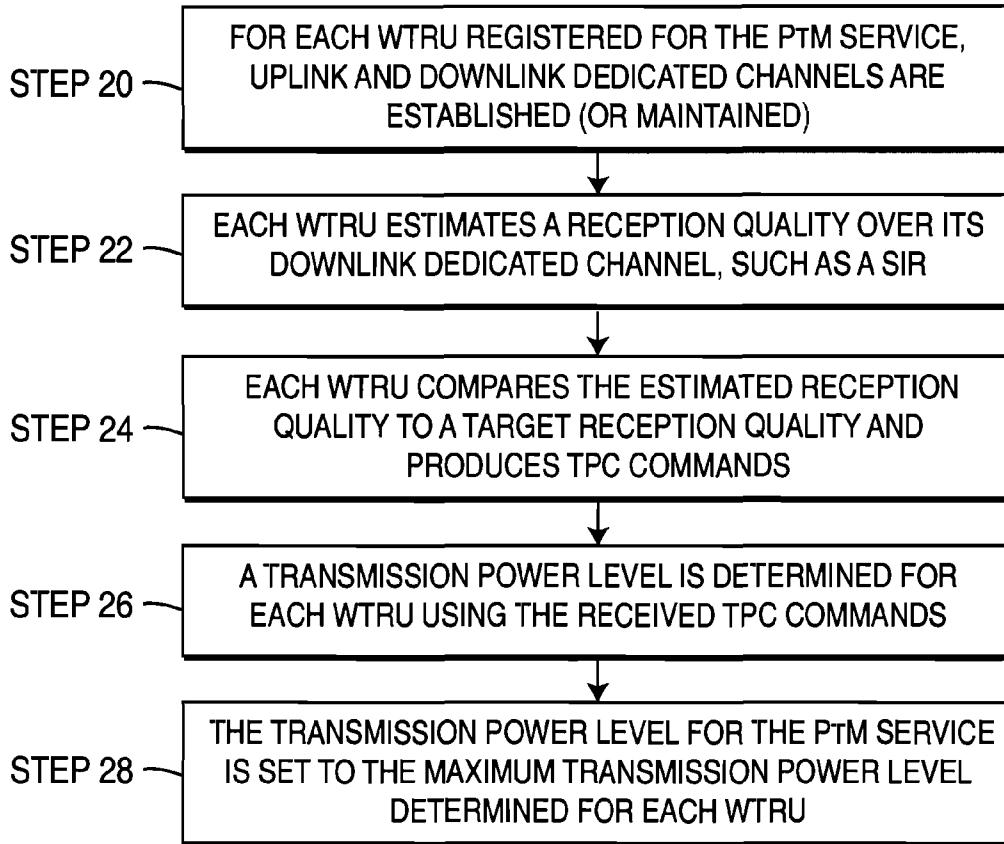 STEP 20
FOR EACH WTRU REGISTERED FOR THE PTM SERVICE,
UPLINK AND DOWNLINK DEDICATED CHANNELS ARE
ESTABLISHED (OR MAINTAINED)
STEP 22
EACH WTRU ESTIMATES A RECEPTION QUALITY OVER ITS
DOWNLINK DEDICATED CHANNEL, SUCH AS A SIR
STEP 24
EACH WTRU COMPARES THE ESTIMATED RECEPTION
QUALITY TO A TARGET RECEPTION QUALITY AND
PRODUCES TPC COMMANDS
STEP 26
A TRANSMISSION POWER LEVEL IS DETERMINED FOR
EACH WTRU USING THE RECEIVED TPC COMMANDS
STEP 28
THE TRANSMISSION POWER LEVEL FOR THE PTM SERVICE
IS SET TO THE MAXIMUM TRANSMISSION POWER LEVEL
DETERMINED FOR EACH WTRU